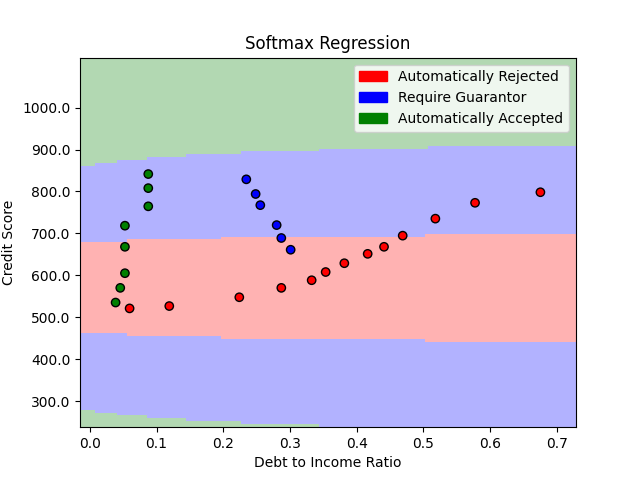 Softmax Regression
Automatically Rejected
Require Guarantor
Automatically Accepted
Credit Score
1000.0
900.0
800.0
700.0
600.0
500.0
400.0
300.0
0.0 0.1 0.2 0.3 0.4 0.5 0.6 0.7
Debt to Income Ratio